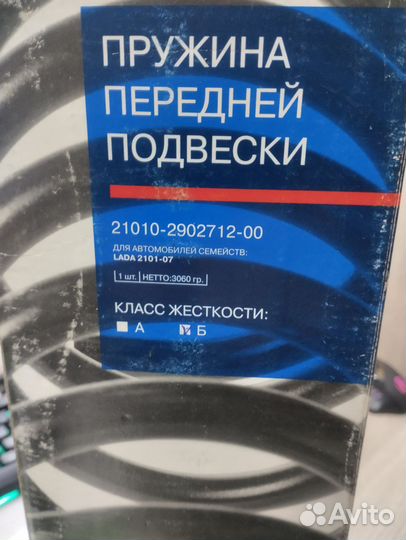 ПРУЖИНА
ПЕРЕДНЕЙ
ПОДВЕСКИ
21010-2902712-00
ДЛЯ АВТОМОБИЛЕЙ СЕМЕЙСТВ:
LADA 2101-07
1 шт. НЕТТО:3060 гр.
КЛАСС ЖЕСТКОСТИ:
А Б
Avito